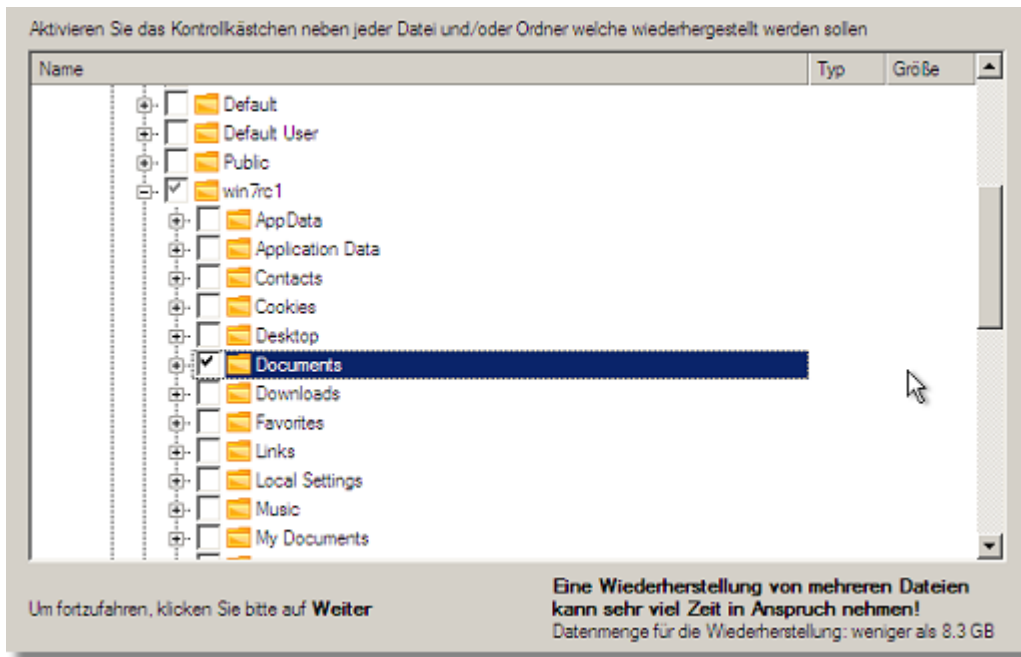 Aktivieren Sie das Kontrollkästchen neben jeder Datei und/oder Ordner welche wiederhergestellt werden sollen
Name Typ Größe
Default
Default User
Public
win7rc1
AppData
Application Data
Contacts
Cookies
Desktop
Documents
Downloads
Favorites
Links
Local Settings
Music
My Documents
Eine Wiederherstellung von mehreren Dateien
Um fortzufahren, klicken Sie bitte auf Weiter kann sehr viel Zeit in Anspruch nehmen!
Datenmenge für die Wiederherstellung: weniger als 8.3 GB